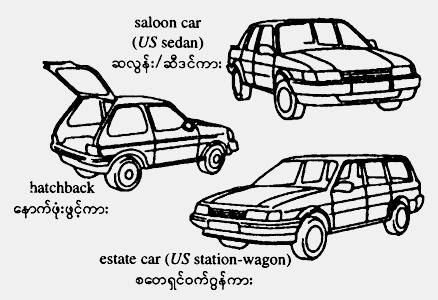 saloon car
(US sedan)
ဆလွန်း/ဆီဒင်ကား
hatchback
နောက်ဖုံးဖွင့်ကား
estate car (US station-wagon)
စတေရှင်ဝက်ဂွန်ကား